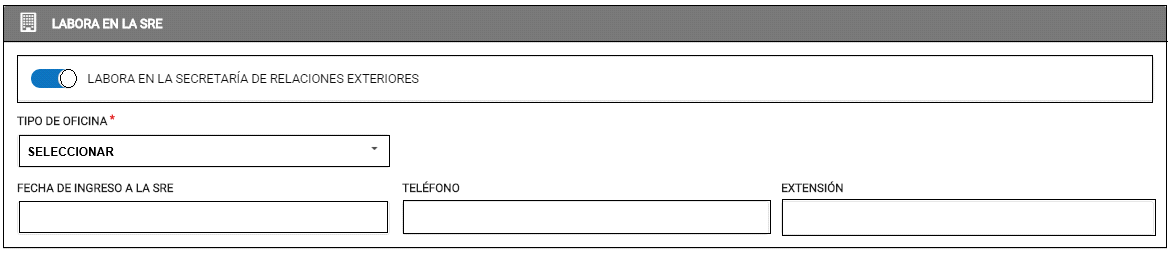 LABORA EN LA SRE
LABORA EN LA SECRETARÍA DE RELACIONES EXTERIORES
TIPO DE OFICINA *
SELECCIONAR
FECHA DE INGRESO A LA SRE
TELÉFONO
EXTENSIÓN